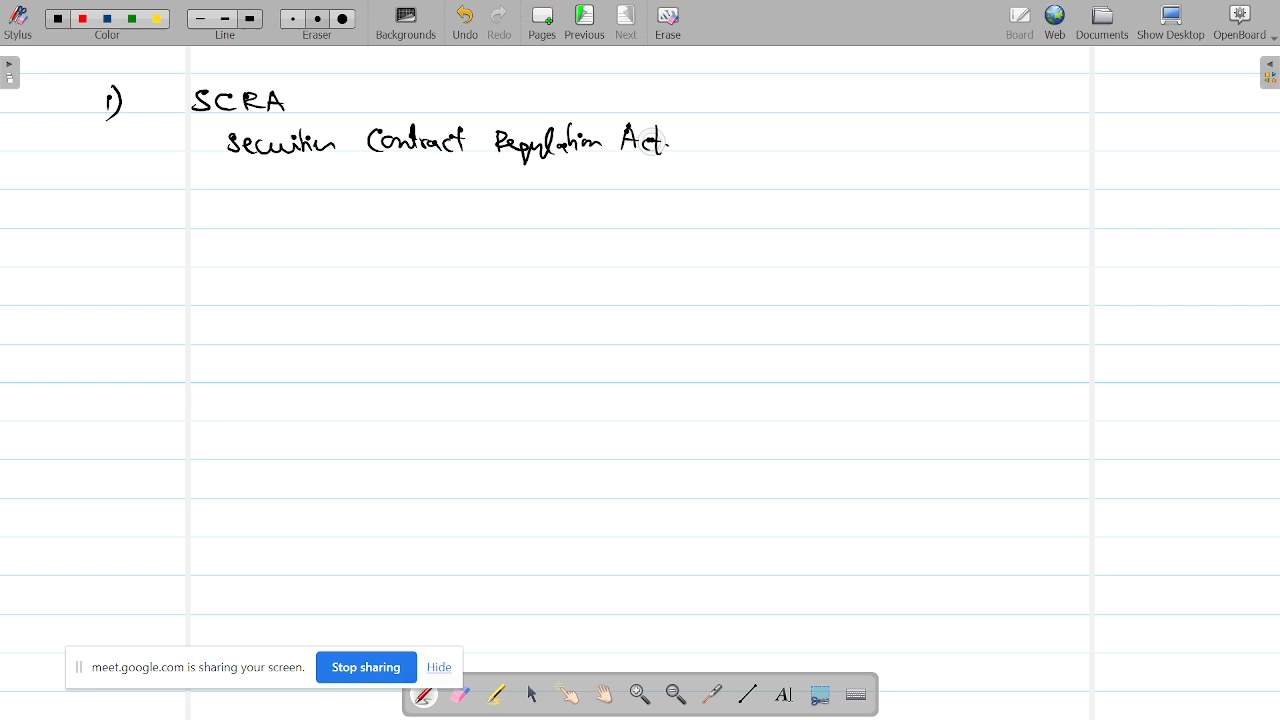 Stylus
Color
Line
Eraser
Backgrounds
Undo
Redo
Pages
Previous
Next
Erase
Board
Web
Documents
Show Desktop
OpenBoard
1) SCRA
Securities Contract Regulation Act.
meet.google.com is sharing your screen. Stop sharing Hide